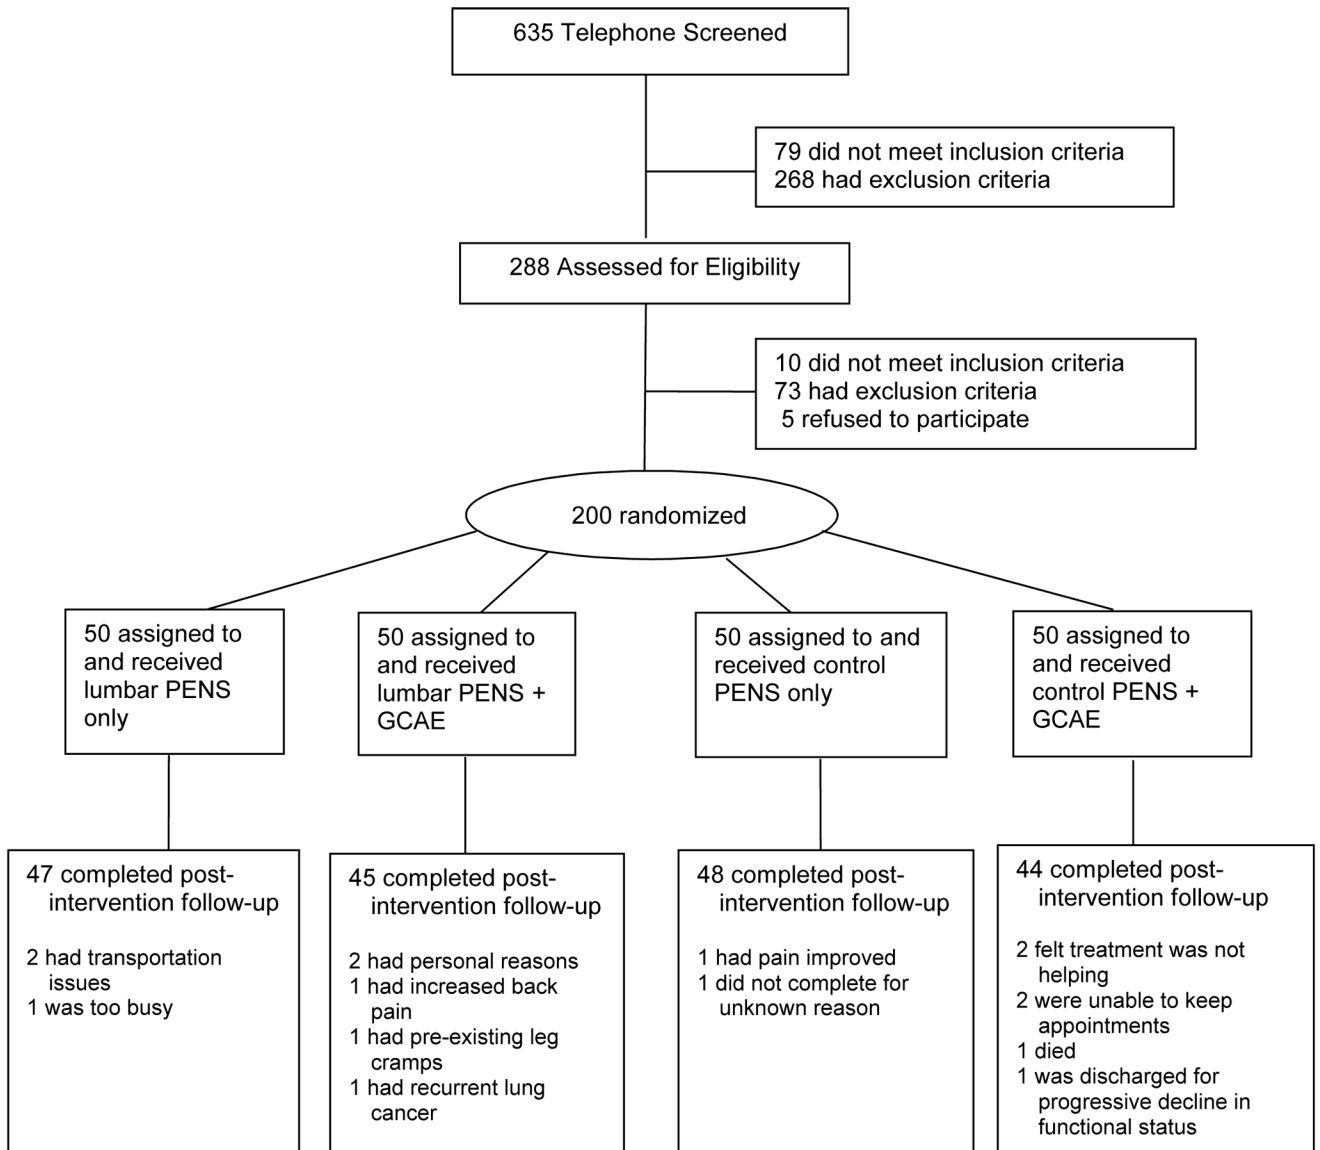 635 Telephone Screened
79 did not meet inclusion criteria
268 had exclusion criteria
288 Assessed for Eligibility
10 did not meet inclusion criteria
73 had exclusion criteria
5 refused to participate
200 randomized
50 assigned to
and received
lumbar PENS
only
50 assigned to
and received
lumbar PENS +
GCAE
50 assigned to and
received control
PENS only
50 assigned to
and received
control PENS +
GCAE
47 completed post-
intervention follow-up
2 had transportation
issues
1 was too busy
45 completed post-
intervention follow-up
2 had personal reasons
1 had increased back
pain
1 had pre-existing leg
cramps
1 had recurrent lung
cancer
48 completed post-
intervention follow-up
1 had pain improved
1 did not complete for
unknown reason
44 completed post-
intervention follow-up
2 felt treatment was not
helping
2 were unable to keep
appointments
1 died
1 was discharged for
progressive decline in
functional status